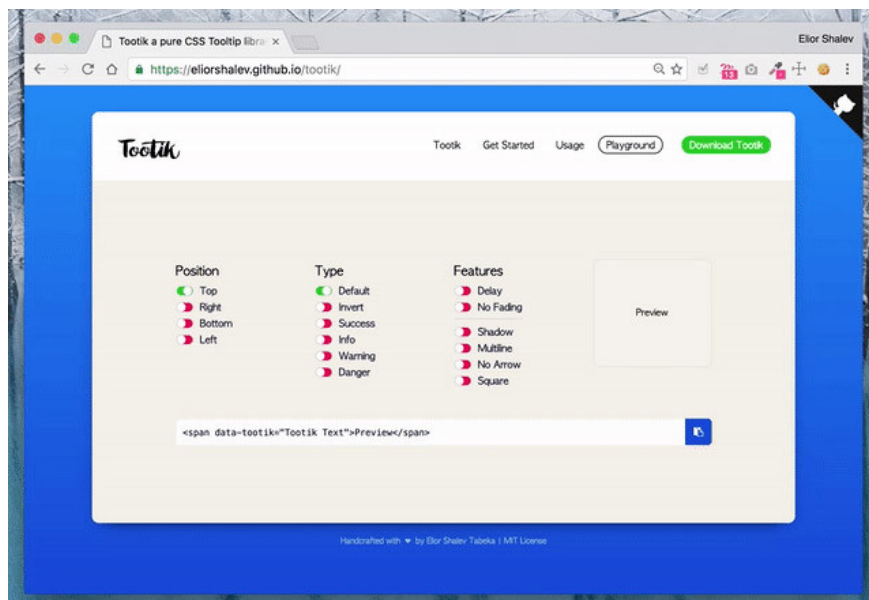 Tootik a pure CSS Tooltip libra
Elior Shalev
https://eliorshalev.github.io/tootik/
13
Tootik
Tootik Get Started Usage Playground Download Tootik
Position
Top
Right
Bottom
Left
Type
Default
Invert
Success
Info
Warning
Danger
Features
Delay
No Fading
Shadow
Multiline
No Arrow
Square
Preview
<span data-tootik="Tootik Text">Preview</span>
Handcrafted with ❤ by Elior Shalev Tabeka | MIT License